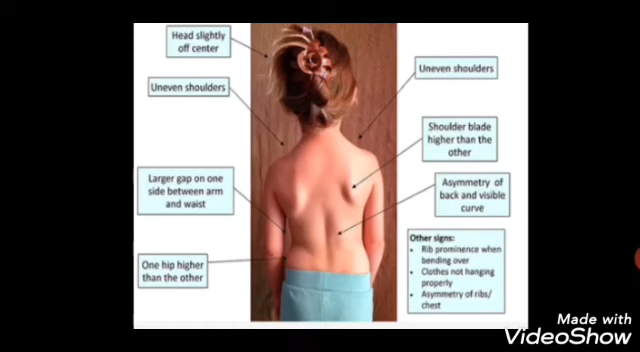 Head slightly
off center
Uneven shoulders
Uneven shoulders
Shoulder blade
higher than the
other
Larger gap on one
side between arm
and waist
Asymmetry of
back and visible
curve
One hip higher
than the other
Other signs:
• Rib prominence when
bending over
• Clothes not hanging
properly
• Asymmetry of ribs/
chest
Made with
VideoShow